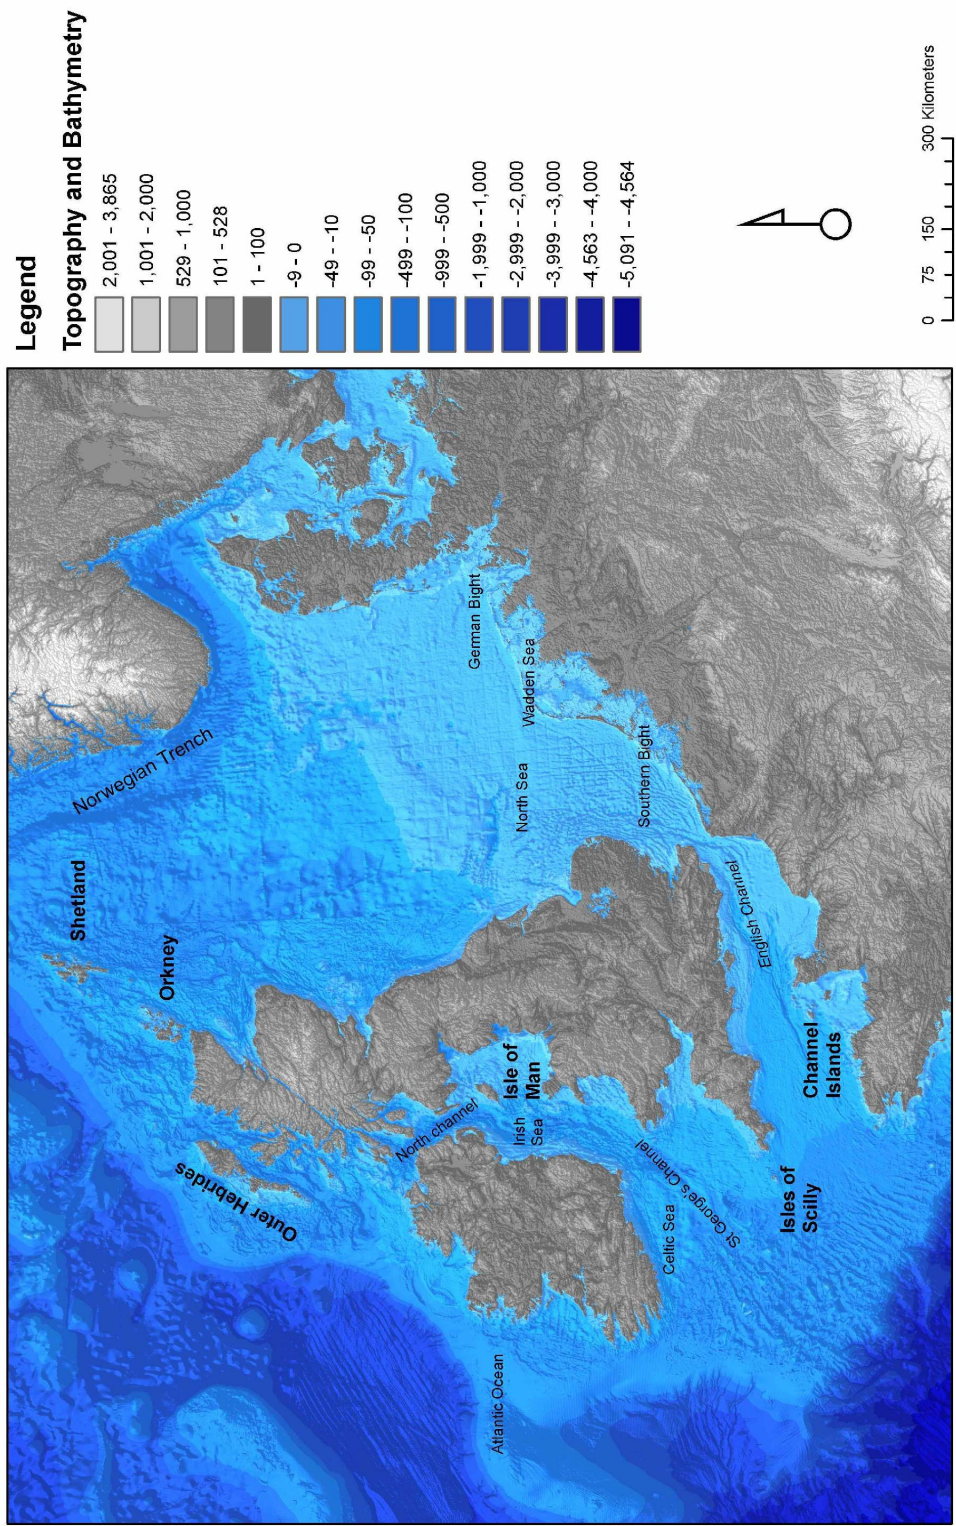 Legend
Topography and Bathymetry
2,001 - 3,865
1,001 - 2,000
529 - 1,000
101 - 528
1 - 100
-9 - 0
-49 - -10
-99 - -50
-499 - -100
-999 - -500
-1,999 - -1,000
-2,999 - -2,000
-3,999 - -3,000
-4,563 - -4,000
-5,091 - -4,564
0 75 150 300 Kilometers
Norwegian Trench
Shetland
Orkney
Outer Hebrides
North channel
Isle of
Man
Irish
Sea
St George's Channel
Celtic Sea
Atlantic Ocean
Isles of
Scilly
Channel
Islands
English Channel
Southern Bight
North Sea
Wadden Sea
German Bight